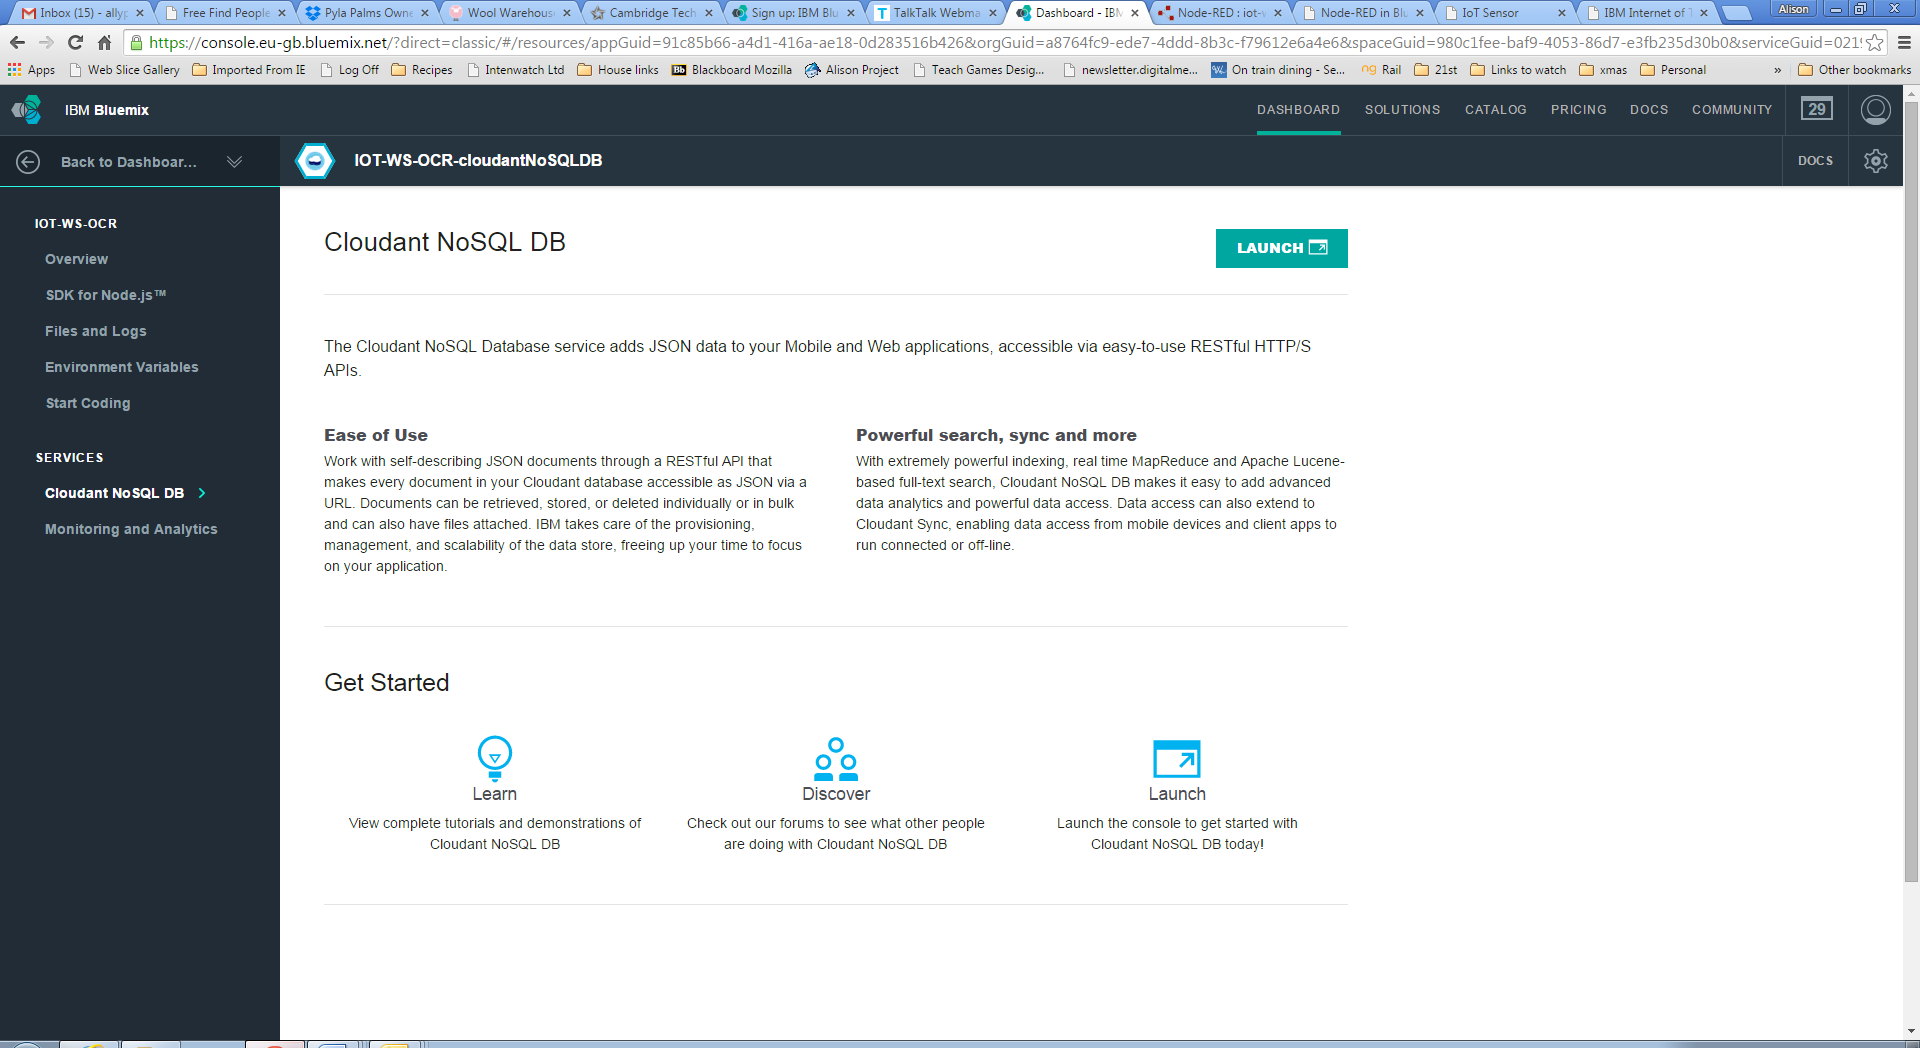 Inbox (15) - allyp
Free Find People
Pyla Palms Owne
Wool Warehous
Cambridge Tech
Sign up: IBM Blu
TalkTalk Webma
Dashboard - IBM
Node-RED : iot-w
Node-RED in Blu
IoT Sensor
IBM Internet of T
Alison
https://console.eu-gb.bluemix.net/?direct=classic/#/resources/appGuid=91c85b66-a4d1-416a-ae18-0d283516b426&orgGuid=a8764fc9-ede7-4ddd-8b3c-f79612e6a4e6&spaceGuid=980c1fee-baf9-4053-86d7-e3fb235d30b0&serviceGuid=0219
Apps
Web Slice Gallery
Imported From IE
Log Off
Recipes
Intenwatch Ltd
House links
Bb Blackboard Mozilla
Alison Project
Teach Games Desig...
newsletter.digitalme...
On train dining - Se...
Rail
21st
Links to watch
xmas
Personal
»
Other bookmarks
IBM Bluemix
DASHBOARD
SOLUTIONS
CATALOG
PRICING
DOCS
COMMUNITY
29
Back to Dashboar...
IOT-WS-OCR-cloudantNoSQLDB
DOCS
IOT-WS-OCR
Overview
SDK for Node.js™
Files and Logs
Environment Variables
Start Coding
SERVICES
Cloudant NoSQL DB
Monitoring and Analytics
Cloudant NoSQL DB
LAUNCH
The Cloudant NoSQL Database service adds JSON data to your Mobile and Web applications, accessible via easy-to-use RESTful HTTP/S
APIs.
Ease of Use
Work with self-describing JSON documents through a RESTful API that
makes every document in your Cloudant database accessible as JSON via a
URL. Documents can be retrieved, stored, or deleted individually or in bulk
and can also have files attached. IBM takes care of the provisioning,
management, and scalability of the data store, freeing up your time to focus
on your application.
Powerful search, sync and more
With extremely powerful indexing, real time MapReduce and Apache Lucene-
based full-text search, Cloudant NoSQL DB makes it easy to add advanced
data analytics and powerful data access. Data access can also extend to
Cloudant Sync, enabling data access from mobile devices and client apps to
run connected or off-line.
Get Started
Learn
View complete tutorials and demonstrations of
Cloudant NoSQL DB
Discover
Check out our forums to see what other people
are doing with Cloudant NoSQL DB
Launch
Launch the console to get started with
Cloudant NoSQL DB today!